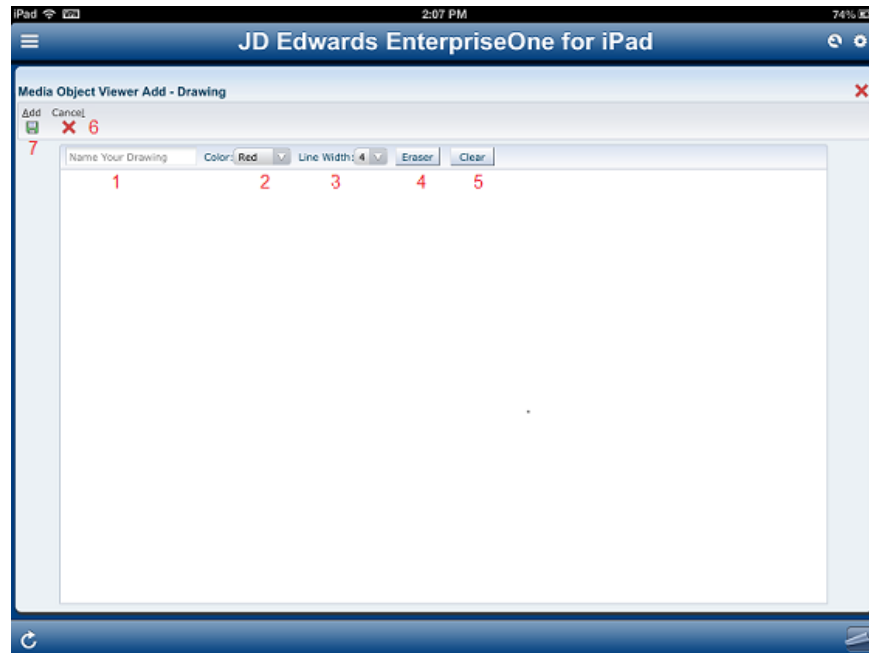 iPad VPN 2:07 PM 74%
JD Edwards EnterpriseOne for iPad
Media Object Viewer Add - Drawing
Add Cancel
6
7
Name Your Drawing Color: Red Line Width: 4 Eraser Clear
1 2 3 4 5